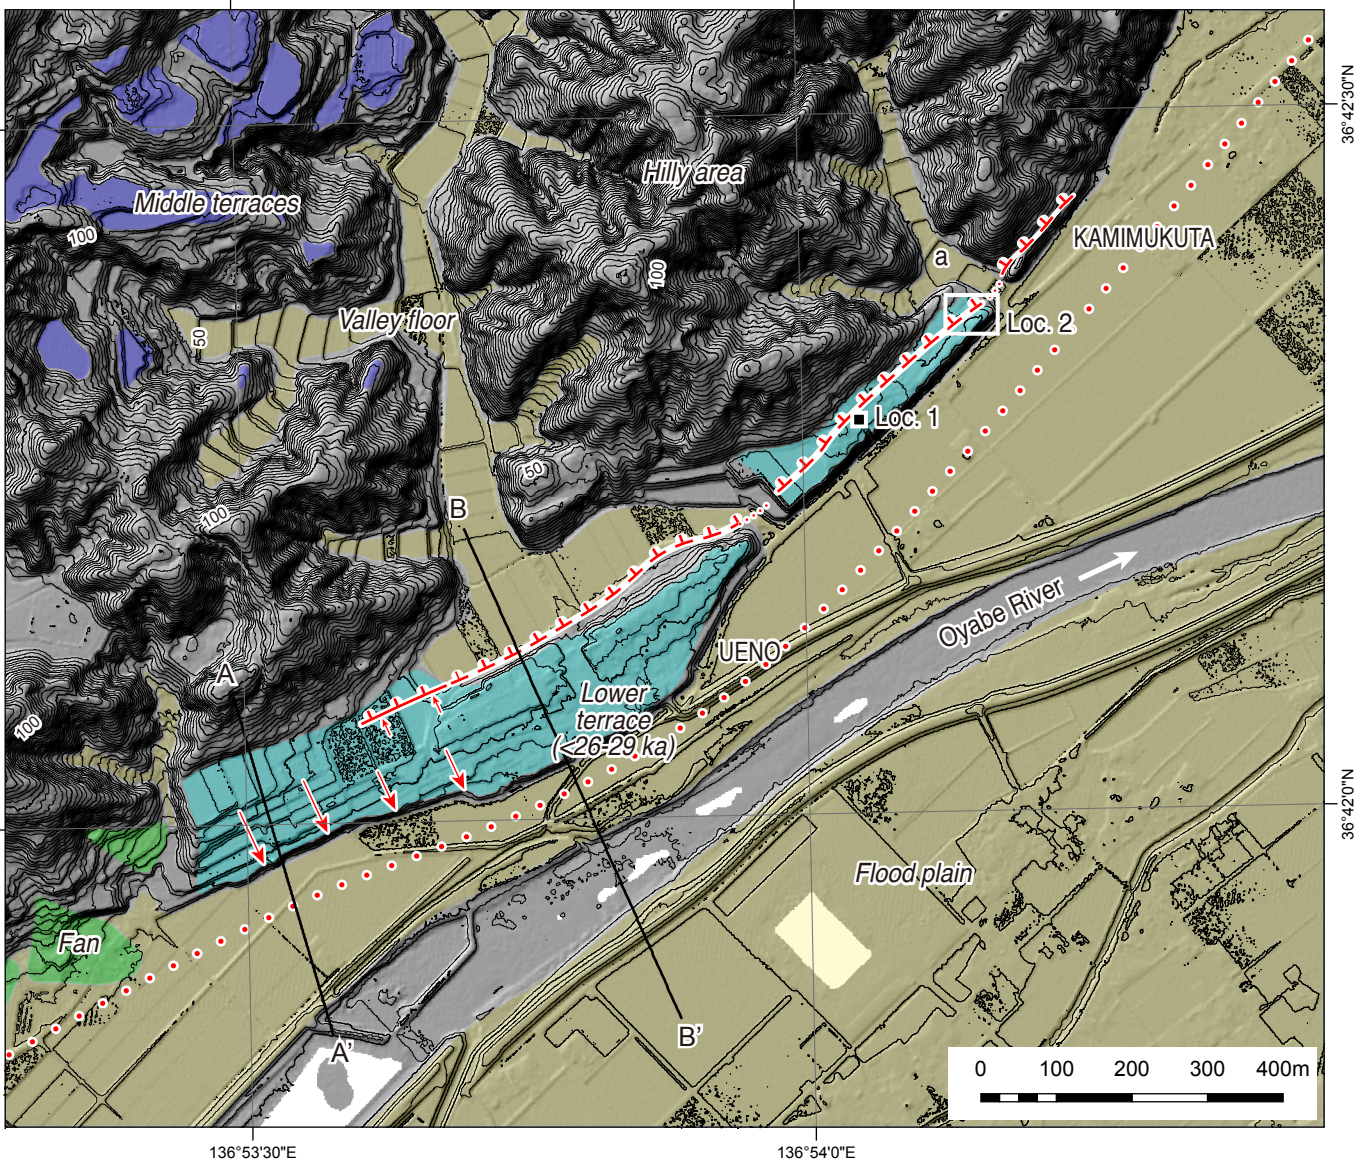 36°42'30"N
Hilly area
Middle terraces
100
100
KAMIMUKUTA
a
Valley floor
50
Loc. 2
Loc. 1
50
100
B
Oyabe River
UENO
A
Lower
terrace
(<26-29 ka)
100
36°42'0"N
Flood plain
Fan
B'
A'
0 100 200 300 400m
136°53'30"E
136°54'0"E